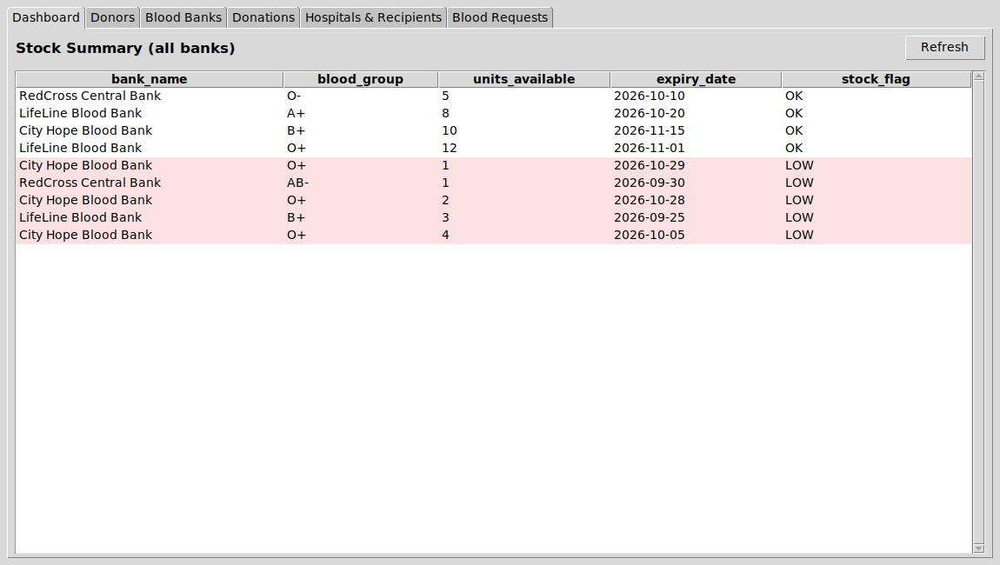 Dashboard Donors Blood Banks Donations Hospitals & Recipients Blood Requests
Stock Summary (all banks) Refresh
bank_name blood_group units_available expiry_date stock_flag
RedCross Central Bank O- 5 2026-10-10 OK
LifeLine Blood Bank A+ 8 2026-10-20 OK
City Hope Blood Bank B+ 10 2026-11-15 OK
LifeLine Blood Bank O+ 12 2026-11-01 OK
City Hope Blood Bank O+ 1 2026-10-29 LOW
RedCross Central Bank AB- 1 2026-09-30 LOW
City Hope Blood Bank O+ 2 2026-10-28 LOW
LifeLine Blood Bank B+ 3 2026-09-25 LOW
City Hope Blood Bank O+ 4 2026-10-05 LOW